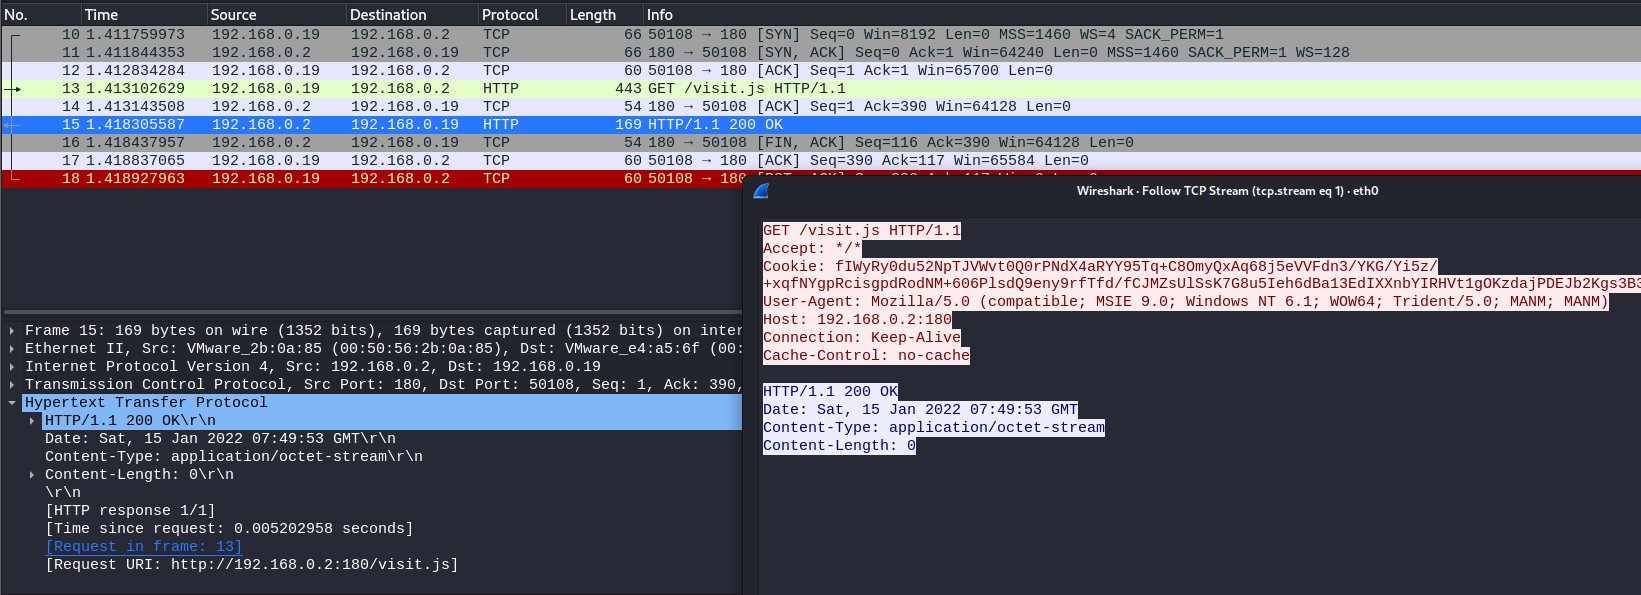 No. Time Source Destination Protocol Length Info
10 1.411759973 192.168.0.19 192.168.0.2 TCP 66 50108 → 180 [SYN] Seq=0 Win=8192 Len=0 MSS=1460 WS=4 SACK_PERM=1
11 1.411844353 192.168.0.2 192.168.0.19 TCP 66 180 → 50108 [SYN, ACK] Seq=0 Ack=1 Win=64240 Len=0 MSS=1460 SACK_PERM=1 WS=128
12 1.412834284 192.168.0.19 192.168.0.2 TCP 60 50108 → 180 [ACK] Seq=1 Ack=1 Win=65700 Len=0
13 1.413102629 192.168.0.19 192.168.0.2 HTTP 443 GET /visit.js HTTP/1.1
14 1.413143508 192.168.0.2 192.168.0.19 TCP 54 180 → 50108 [ACK] Seq=1 Ack=390 Win=64128 Len=0
15 1.418305587 192.168.0.2 192.168.0.19 HTTP 169 HTTP/1.1 200 OK
16 1.418437957 192.168.0.2 192.168.0.19 TCP 54 180 → 50108 [FIN, ACK] Seq=116 Ack=390 Win=64128 Len=0
17 1.418837065 192.168.0.19 192.168.0.2 TCP 60 50108 → 180 [ACK] Seq=390 Ack=117 Win=65584 Len=0
18 1.418927963 192.168.0.19 192.168.0.2 TCP 60 50108 → 180
Wireshark · Follow TCP Stream (tcp.stream eq 1) · eth0
GET /visit.js HTTP/1.1
Accept: */*
Cookie: fIWyRy0du52NpTJVWvt0Q0rPNdX4aRYY95Tq+C8OmyQxAq68j5eVVFdn3/YKG/Yi5z/
+xqfNYgpRcisgpdRodNM+606PlsdQ9eny9rfTfd/fCJMZsUlSsK7G8u5Ieh6dBa13EdIXXnbYIRHVt1gOKzdajPDEJb2Kgs3B3
User-Agent: Mozilla/5.0 (compatible; MSIE 9.0; Windows NT 6.1; WOW64; Trident/5.0; MANM; MANM)
Host: 192.168.0.2:180
Connection: Keep-Alive
Cache-Control: no-cache
HTTP/1.1 200 OK
Date: Sat, 15 Jan 2022 07:49:53 GMT
Content-Type: application/octet-stream
Content-Length: 0
Frame 15: 169 bytes on wire (1352 bits), 169 bytes captured (1352 bits) on inter
Ethernet II, Src: VMware_2b:0a:85 (00:50:56:2b:0a:85), Dst: VMware_e4:a5:6f (00:
Internet Protocol Version 4, Src: 192.168.0.2, Dst: 192.168.0.19
Transmission Control Protocol, Src Port: 180, Dst Port: 50108, Seq: 1, Ack: 390,
Hypertext Transfer Protocol
HTTP/1.1 200 OK\r\n
Date: Sat, 15 Jan 2022 07:49:53 GMT\r\n
Content-Type: application/octet-stream\r\n
Content-Length: 0\r\n
\r\n
[HTTP response 1/1]
[Time since request: 0.005202958 seconds]
[Request in frame: 13]
[Request URI: http://192.168.0.2:180/visit.js]